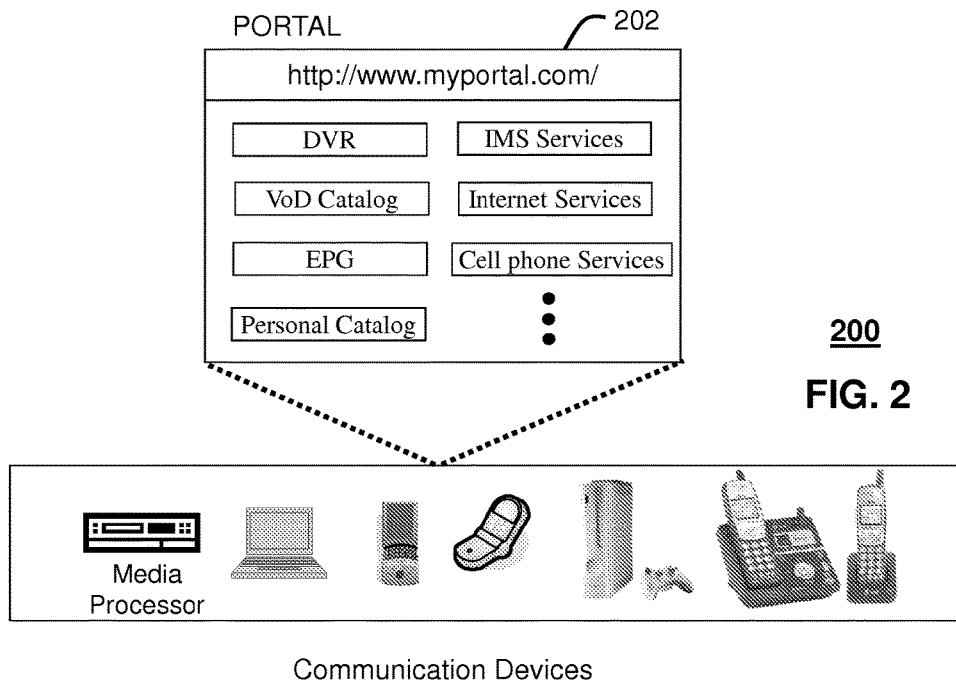 PORTAL
202
http://www.myportal.com/
DVR
IMS Services
VoD Catalog
Internet Services
EPG
Cell phone Services
Personal Catalog
200
FIG. 2
Media
Processor
Communication Devices